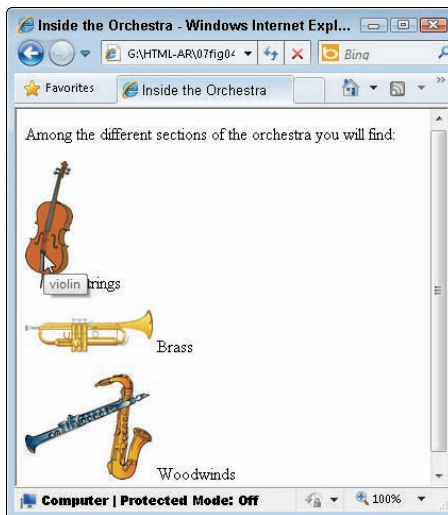 Inside the Orchestra - Windows Internet Expl...
G:\HTML-AR\07fig04
Bing
Favorites
Inside the Orchestra
Among the different sections of the orchestra you will find:
violin
trings
Brass
Woodwinds
Computer | Protected Mode: Off
100%